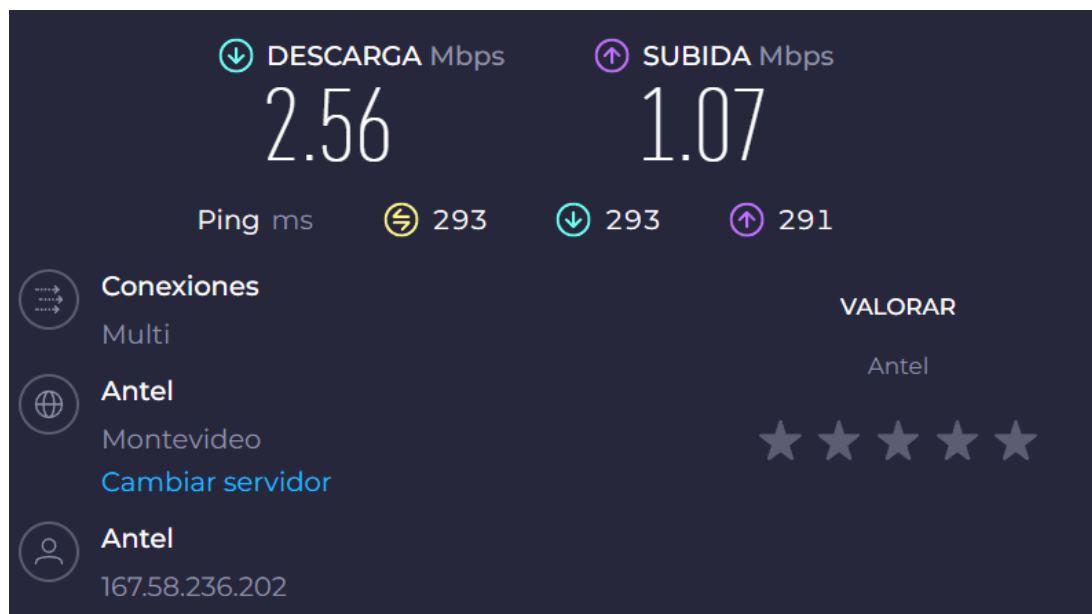 DESCARGA Mbps
SUBIDA Mbps
2.56
1.07
Ping ms 293 293 291
Conexiones
Multi
Antel
Montevideo
Cambiar servidor
Antel
167.58.236.202
VALORAR
Antel